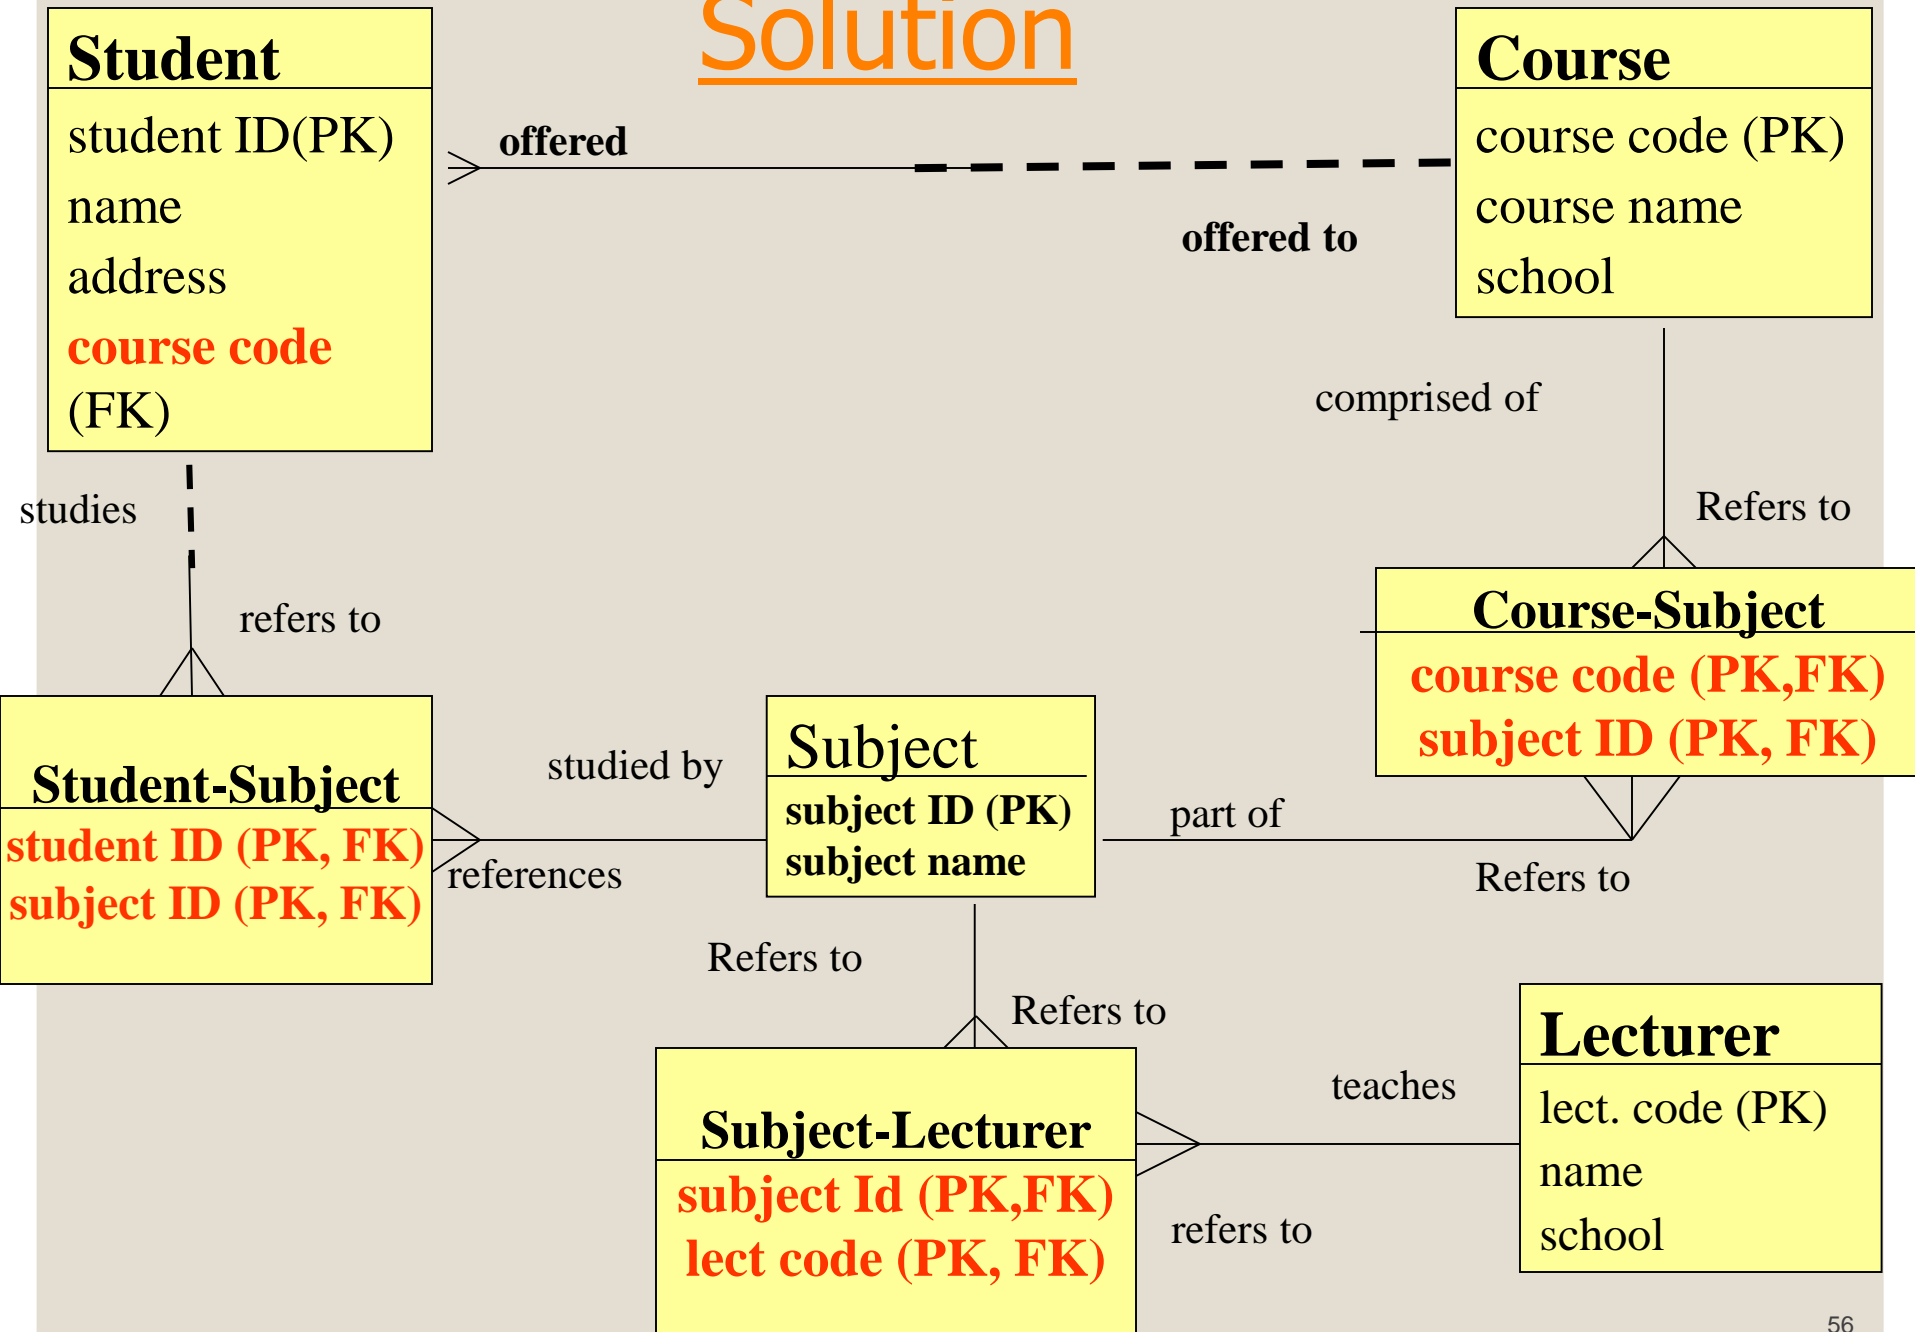 Solution
Student
student ID(PK)
name
address
course code
(FK)
offered
offered to
Course
course code (PK)
course name
school
comprised of
Refers to
studies
refers to
Course-Subject
course code (PK,FK)
subject ID (PK, FK)
Student-Subject
student ID (PK, FK)
subject ID (PK, FK)
studied by
references
Subject
subject ID (PK)
subject name
part of
Refers to
Refers to
Refers to
Subject-Lecturer
subject Id (PK,FK)
lect code (PK, FK)
teaches
refers to
Lecturer
lect. code (PK)
name
school
56